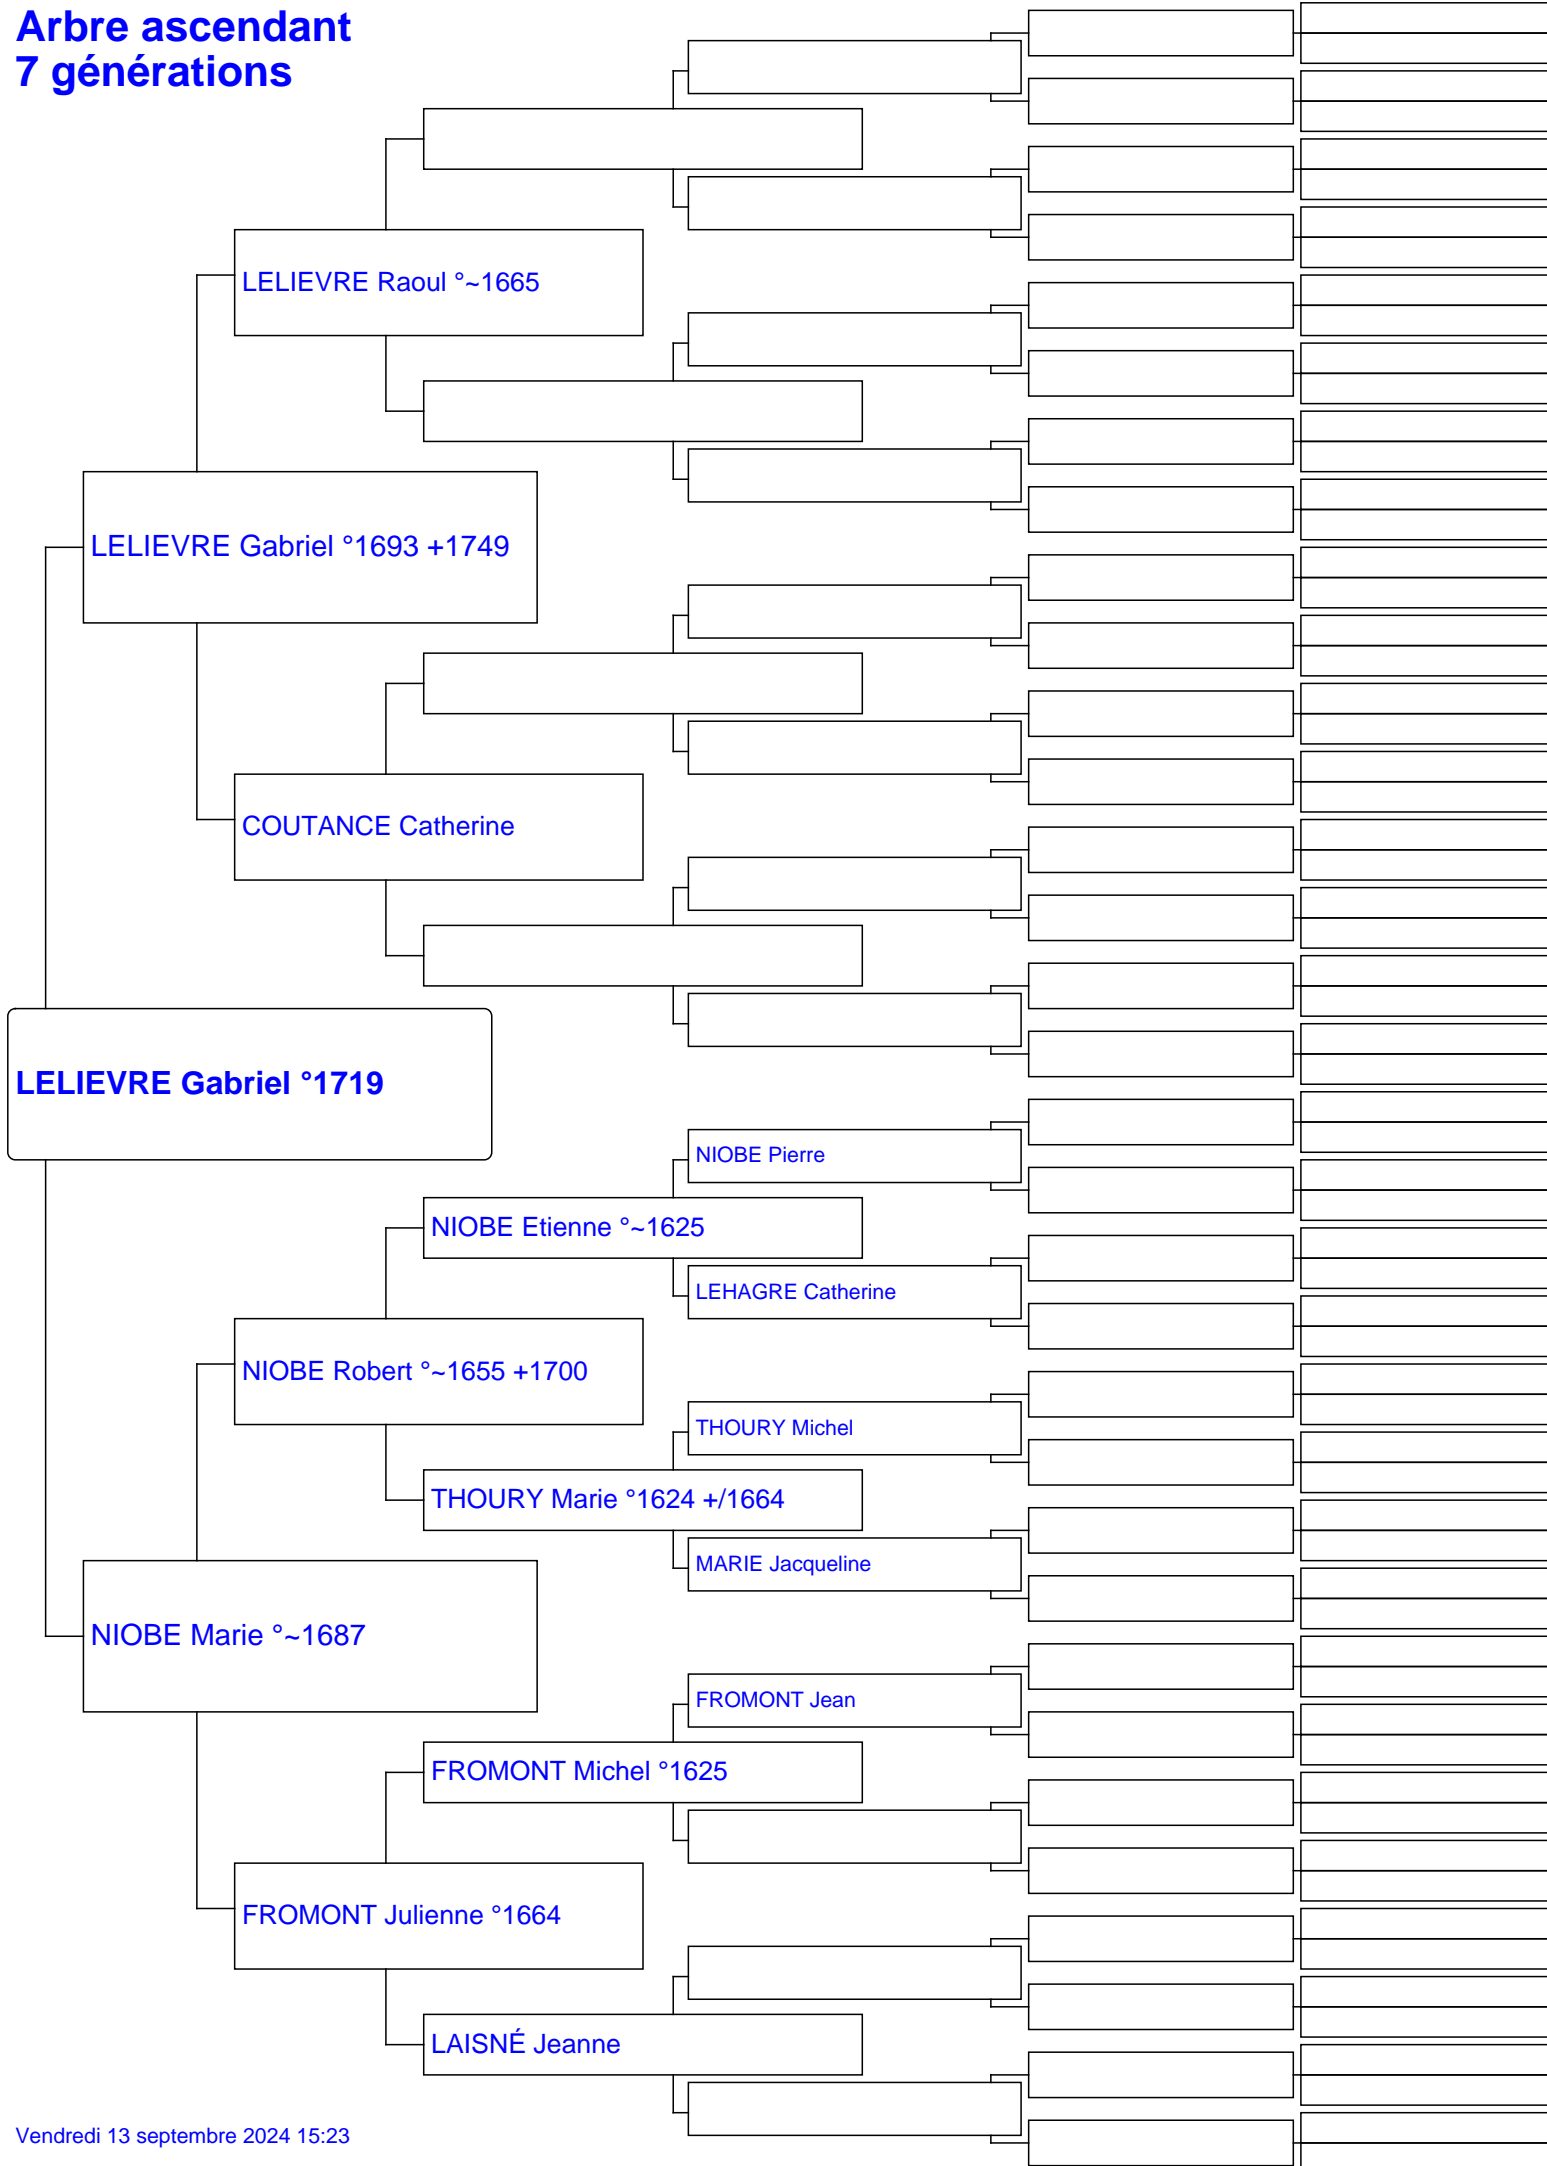 Arbre ascendant
7 générations
LELIEVRE Raoul °~1665
LELIEVRE Gabriel °1693 +1749
COUTANCE Catherine
LELIEVRE Gabriel °1719
NIOBE Pierre
NIOBE Etienne °~1625
LEHAGRE Catherine
NIOBE Robert °~1655 +1700
THOURY Michel
THOURY Marie °1624 +/1664
MARIE Jacqueline
NIOBE Marie °~1687
FROMONT Jean
FROMONT Michel °1625
FROMONT Julienne °1664
LAISNÉ Jeanne
Vendredi 13 septembre 2024 15:23